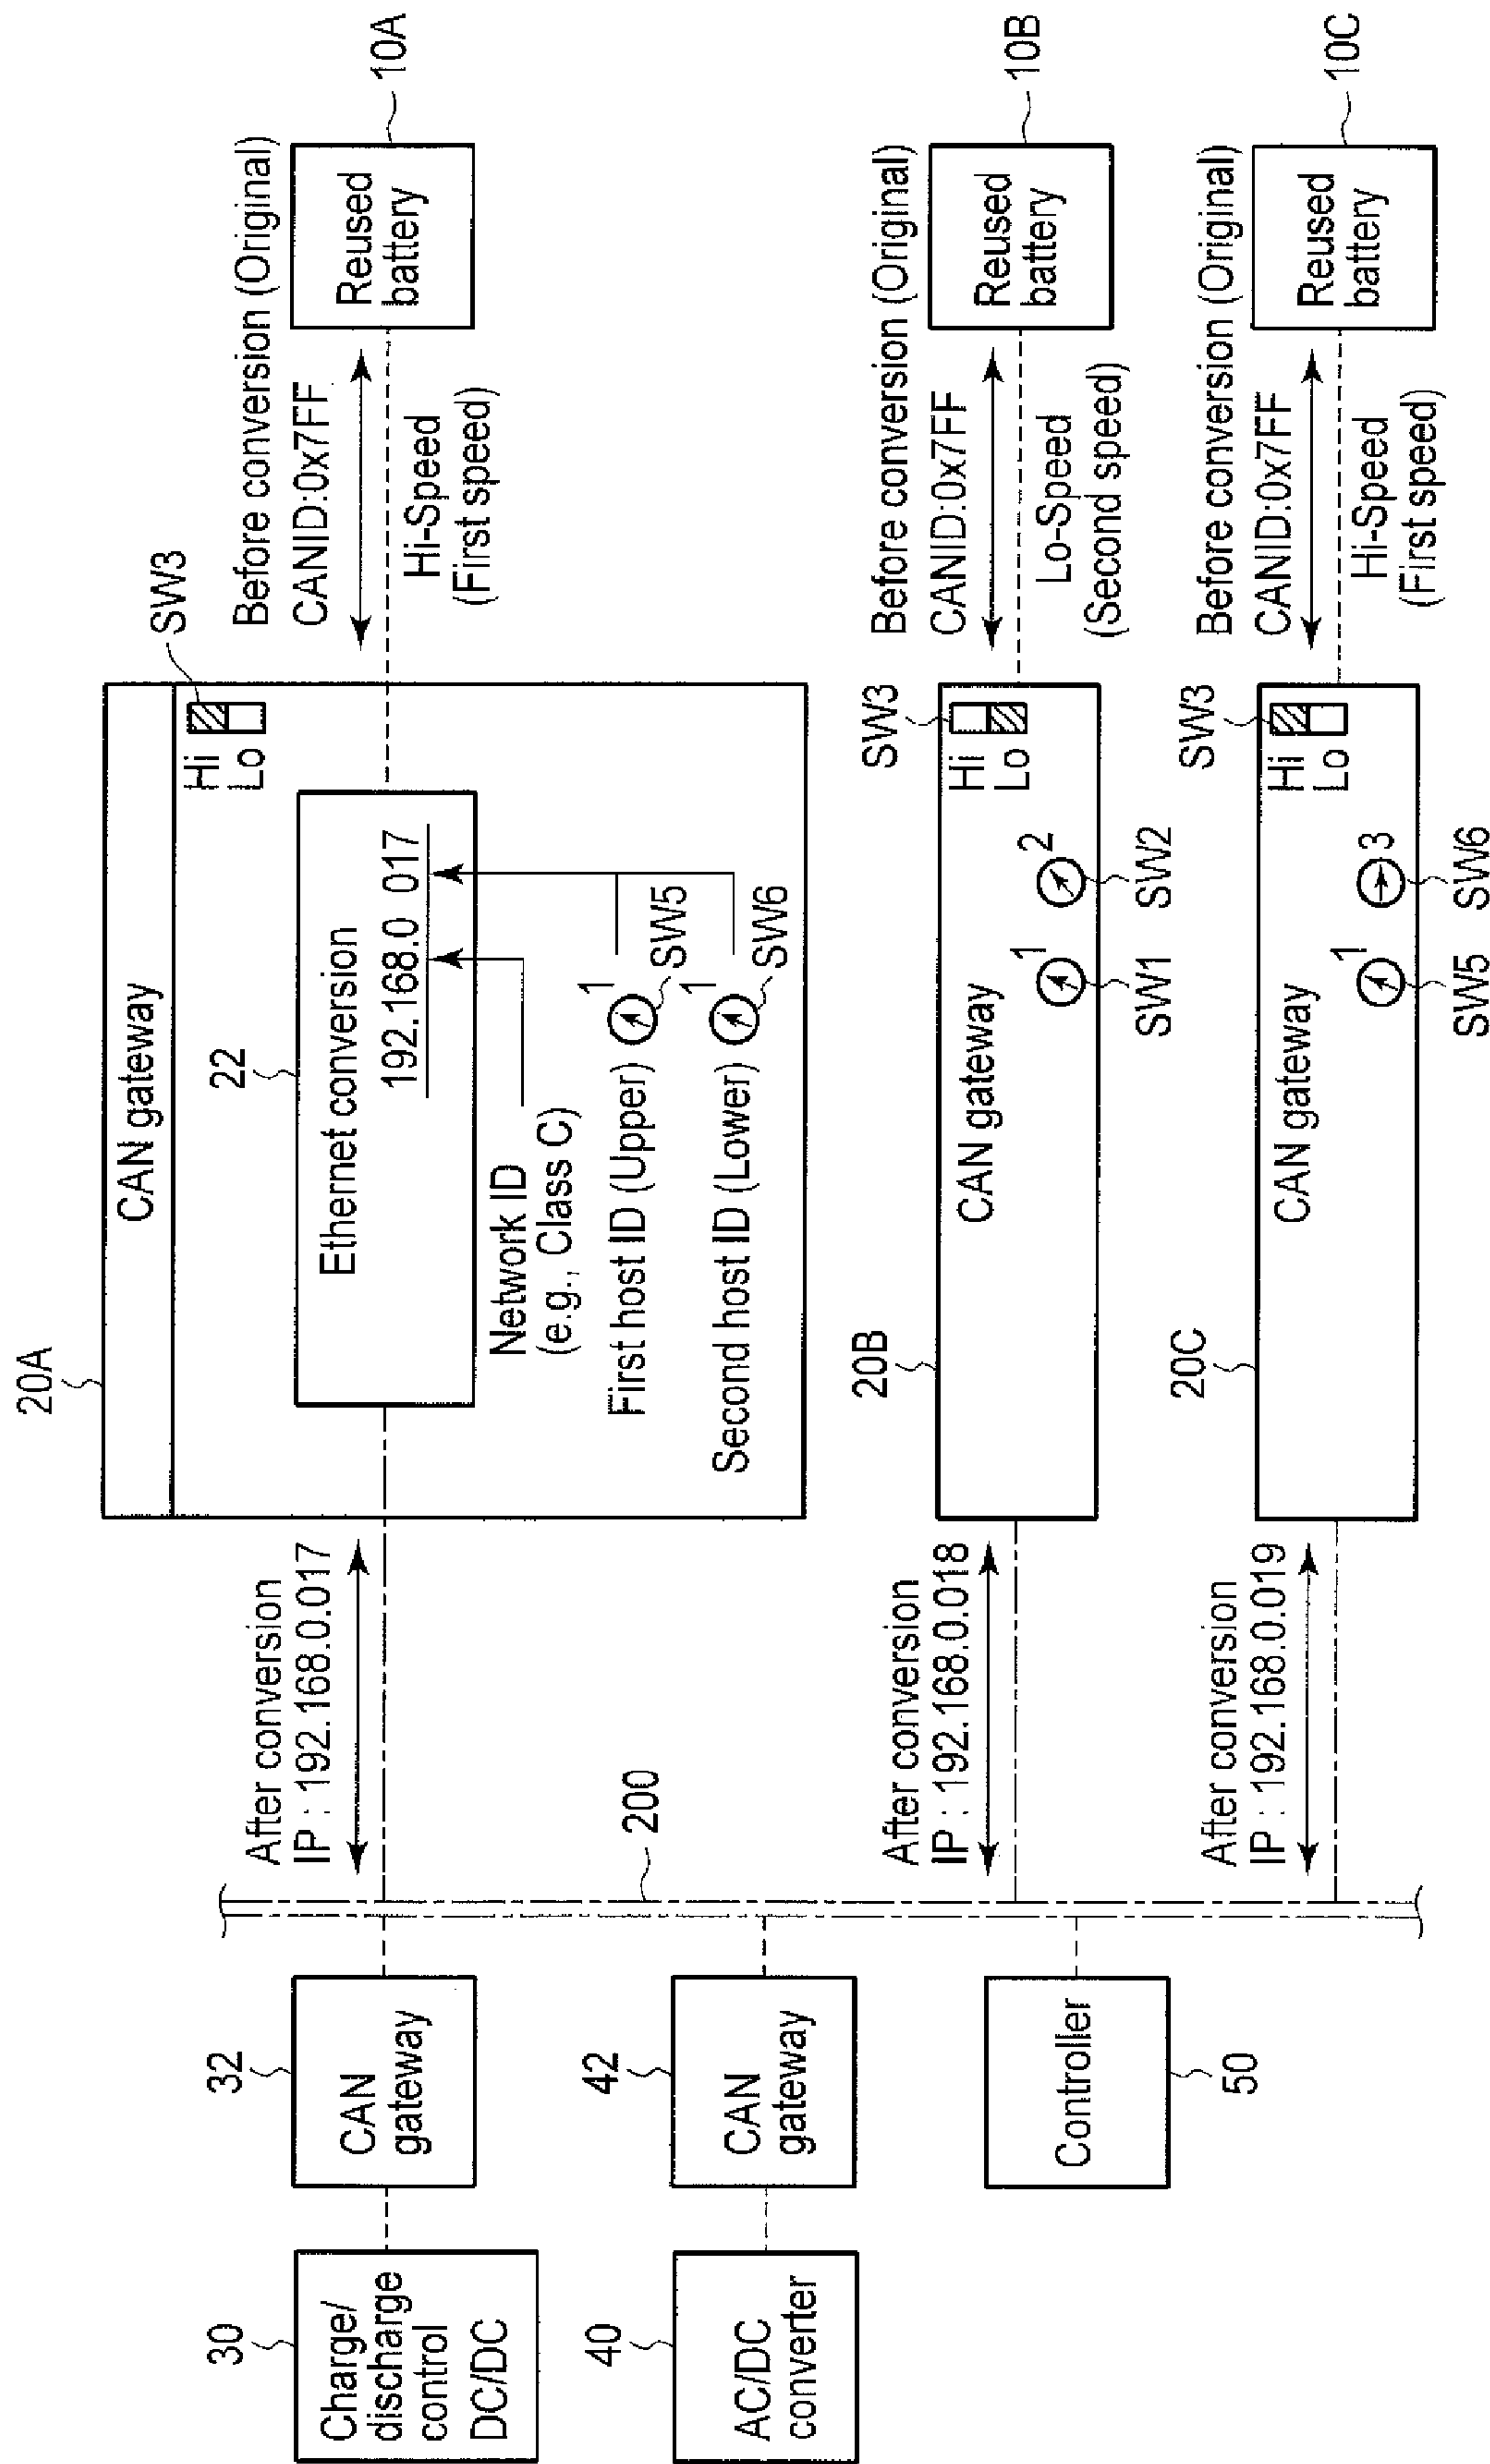 20A
CAN gateway
Hi
Lo
SW3
22
Ethernet conversion
192.168.0 017
Network ID
(e.g., Class C)
First host ID (Upper)
1
SW5
Second host ID (Lower)
1
SW6
Before conversion (Original)
CANID:0x7FF
Hi-Speed
(First speed)
Reused
battery
10A
After conversion
IP : 192.168.0.017
200
30
Charge/
discharge
control
DC/DC
32
CAN
gateway
40
AC/DC
converter
42
CAN
gateway
Controller
50
After conversion
IP : 192.168.0.018
20B
CAN gateway
1
SW1
2
SW2
Hi
Lo
SW3
Before conversion (Original)
CANID:0x7FF
Lo-Speed
(Second speed)
Reused
battery
10B
After conversion
IP : 192.168.0.019
20C
CAN gateway
1
SW5
3
SW6
Hi
Lo
SW3
Before conversion (Original)
CANID:0x7FF
Hi-Speed
(First speed)
Reused
battery
10C